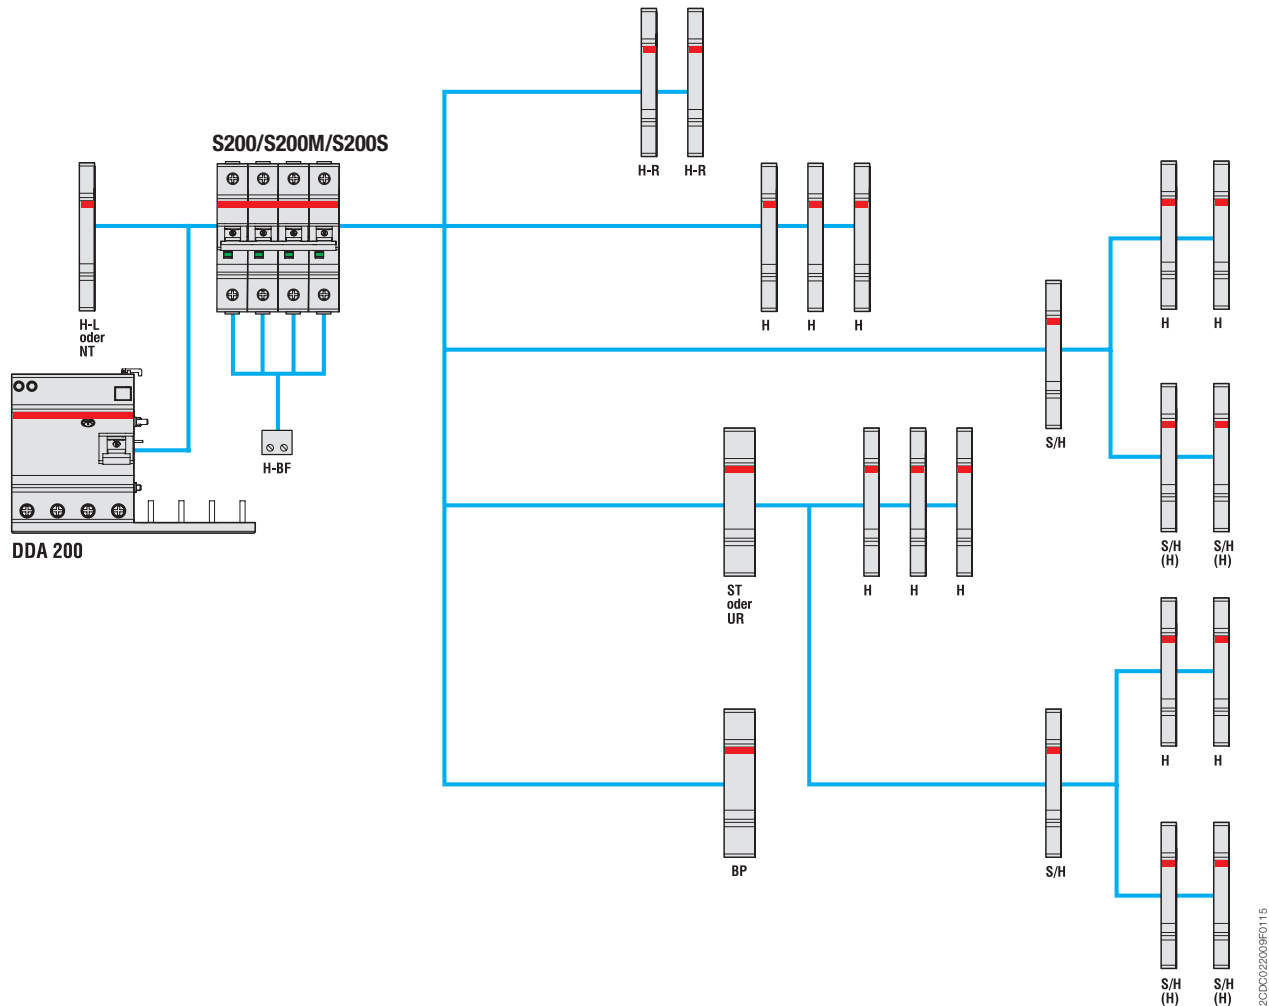 H-R
H-R
S200/S200M/S200S
H-L
oder
NT
H
H
H
H
H
S/H
H-BF
DDA 200
S/H
(H)
S/H
(H)
ST
oder
UR
H
H
H
H
H
BP
S/H
S/H
(H)
S/H
(H)
2CDC022009F0115